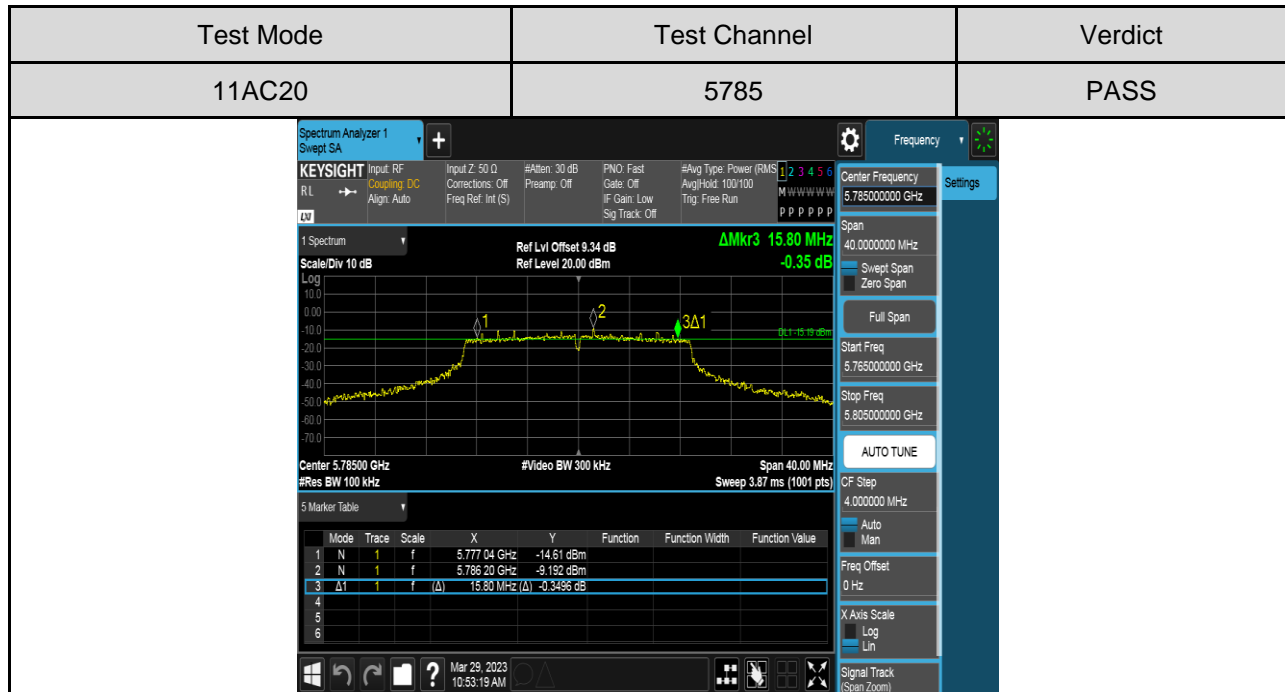 Test Mode Test Channel Verdict
11AC20 5785 PASS
Spectrum Analyzer 1
Swept SA
+
Frequency
KEYSIGHT Input: RF Input Z: 50 Ω #Atten: 30 dB PNO: Fast #Avg Type: Power (RMS 1 2 3 4 5 6
RL Coupling: DC Corrections: Off Preamp: Off Gate: Off Avg|Hold: 100/100 M W W W W W
Align: Auto Freq Ref: Int (S) IF Gain: Low Trig: Free Run
LXI Sig Track: Off P P P P P P
1 Spectrum Ref Lvl Offset 9.34 dB ΔMkr3 15.80 MHz
Scale/Div 10 dB Ref Level 20.00 dBm -0.35 dB
Log
10.0
0.00
-10.0
-20.0
-30.0
-40.0
-50.0
-60.0
-70.0
1 2 3Δ1
DL1 -15.19 dBm
Center 5.78500 GHz #Video BW 300 kHz Span 40.00 MHz
#Res BW 100 kHz Sweep 3.87 ms (1001 pts)
5 Marker Table
Mode Trace Scale X Y Function Function Width Function Value
1 N 1 f 5.777 04 GHz -14.61 dBm
2 N 1 f 5.786 20 GHz -9.192 dBm
3 Δ1 1 f (Δ) 15.80 MHz (Δ) -0.3496 dB
4
5
6
Mar 29, 2023
10:53:19 AM
?
Center Frequency
5.785000000 GHz
Settings
Span
40.0000000 MHz
Swept Span
Zero Span
Full Span
Start Freq
5.765000000 GHz
Stop Freq
5.805000000 GHz
AUTO TUNE
CF Step
4.000000 MHz
Auto
Man
Freq Offset
0 Hz
X Axis Scale
Log
Lin
Signal Track
(Span Zoom)